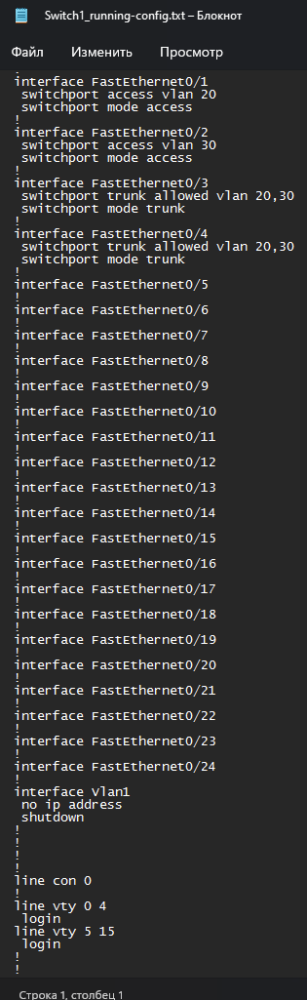 Switch1_running-config.txt – Блокнот
Файл Изменить Просмотр
!
interface FastEthernet0/1
 switchport access vlan 20
 switchport mode access
!
interface FastEthernet0/2
 switchport access vlan 30
 switchport mode access
!
interface FastEthernet0/3
 switchport trunk allowed vlan 20,30
 switchport mode trunk
!
interface FastEthernet0/4
 switchport trunk allowed vlan 20,30
 switchport mode trunk
!
interface FastEthernet0/5
!
interface FastEthernet0/6
!
interface FastEthernet0/7
!
interface FastEthernet0/8
!
interface FastEthernet0/9
!
interface FastEthernet0/10
!
interface FastEthernet0/11
!
interface FastEthernet0/12
!
interface FastEthernet0/13
!
interface FastEthernet0/14
!
interface FastEthernet0/15
!
interface FastEthernet0/16
!
interface FastEthernet0/17
!
interface FastEthernet0/18
!
interface FastEthernet0/19
!
interface FastEthernet0/20
!
interface FastEthernet0/21
!
interface FastEthernet0/22
!
interface FastEthernet0/23
!
interface FastEthernet0/24
!
interface Vlan1
 no ip address
 shutdown
!
!
!
!
line con 0
!
line vty 0 4
 login
line vty 5 15
 login
!
!
Строка 1, столбец 1